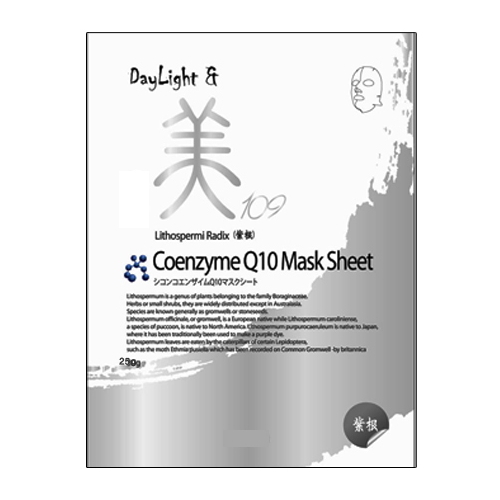 DayLight &
美
109
Lithospermi Radix (紫根)
Coenzyme Q10 Mask Sheet
シコンコエンザイムQ10マスクシート
Lithospermum is a genus of plants belonging to the family Boraginaceae.
Herbs or small shrubs, they are widely distributed except in Australasia.
Species are known generally as gromwells or stoneseeds.
Lithospermum officinale, or gromwell, is a European native while Lithospermum caroliniense,
a species of puccoon, is native to North America. Lithospermum purpurocaeruleum is native to Japan,
where it has been traditionally been used to make a purple dye.
Lithospermum leaves are eaten by the caterpillars of certain Lepidoptera,
such as the moth Ethmia pusiella which has been recorded on Common Gromwell -by britannica
紫根